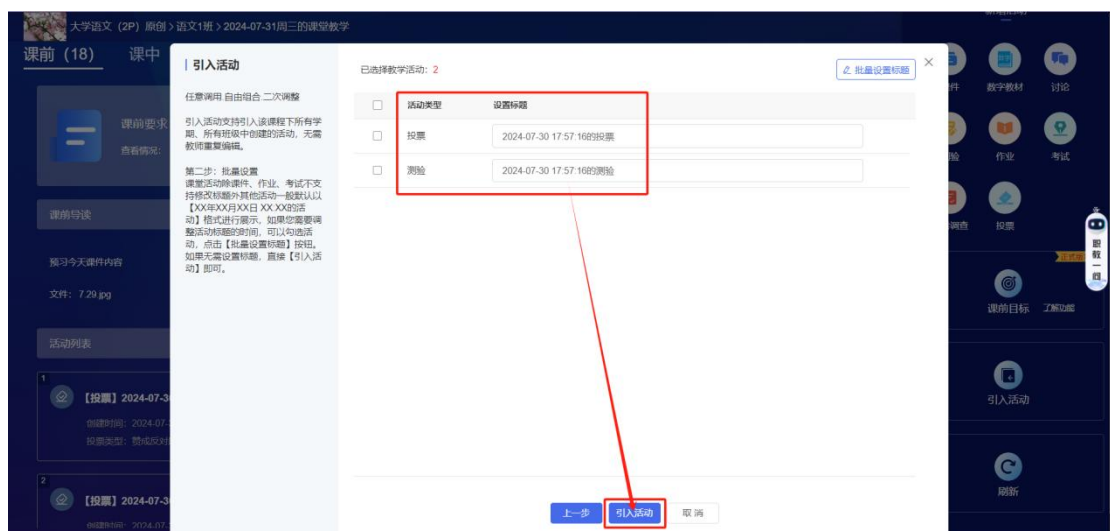 大学语文（2P）原创>语文1班>2024-07-31周三的课堂教学
课前（18） 课中
课前要求
查看情况：
课前导读
预习今天课件内容
文件：7.29.jpg
活动列表
1
【投票】2024-07-3
创建时间：2024-07-
投票类型：赞成反对
2
【投票】2024-07-3
创建时间：2024-07-
引入活动
任意调用 自由组合 二次调整
引入活动支持引入该课程下所有学
期、所有班级中创建的活动，无需
教师重复编辑。
第二步：批量设置
课堂活动除课件、作业、考试不支
持修改标题外其他活动一般默认以
【XX年XX月XX日 XX:XX的活
动】格式进行展示，如果您需要调
整活动标题的时间，可以勾选活
动，点击【批量设置标题】按钮。
如果无需设置标题，直接【引入活
动】即可。
已选择教学活动：2
批量设置标题
活动类型 设置标题
投票 2024-07-30 17:57:16的投票
测验 2024-07-30 17:57:16的测验
上一步 引入活动 取消
件 数字教材 讨论
验 作业 考试
调查 投票
职教一问
正式版
课前目标 了解功能
引入活动
刷新